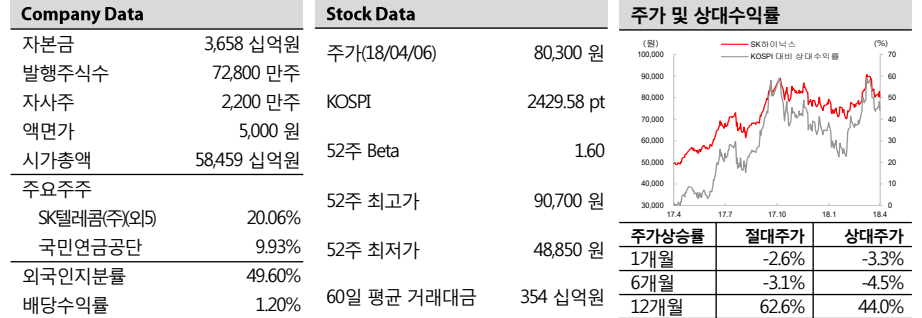 Company Data
자본금 3,658 십억원
발행주식수 72,800 만주
자사주 2,200 만주
액면가 5,000 원
시가총액 58,459 십억원
주요주주
SK텔레콤(주)(외5) 20.06%
국민연금공단 9.93%
외국인지분률 49.60%
배당수익률 1.20%
Stock Data
주가(18/04/06) 80,300 원
KOSPI 2429.58 pt
52주 Beta 1.60
52주 최고가 90,700 원
52주 최저가 48,850 원
60일 평균 거래대금 354 십억원
주가 및 상대수익률
(원) (%)
SK하이닉스
KOSPI 대비 상대수익률
100,000 70
90,000 60
80,000 50
70,000 40
60,000 30
50,000 20
40,000 10
30,000 0
17.4 17.7 17.10 18.1 18.4
주가상승률 절대주가 상대주가
1개월 -2.6% -3.3%
6개월 -3.1% -4.5%
12개월 62.6% 44.0%